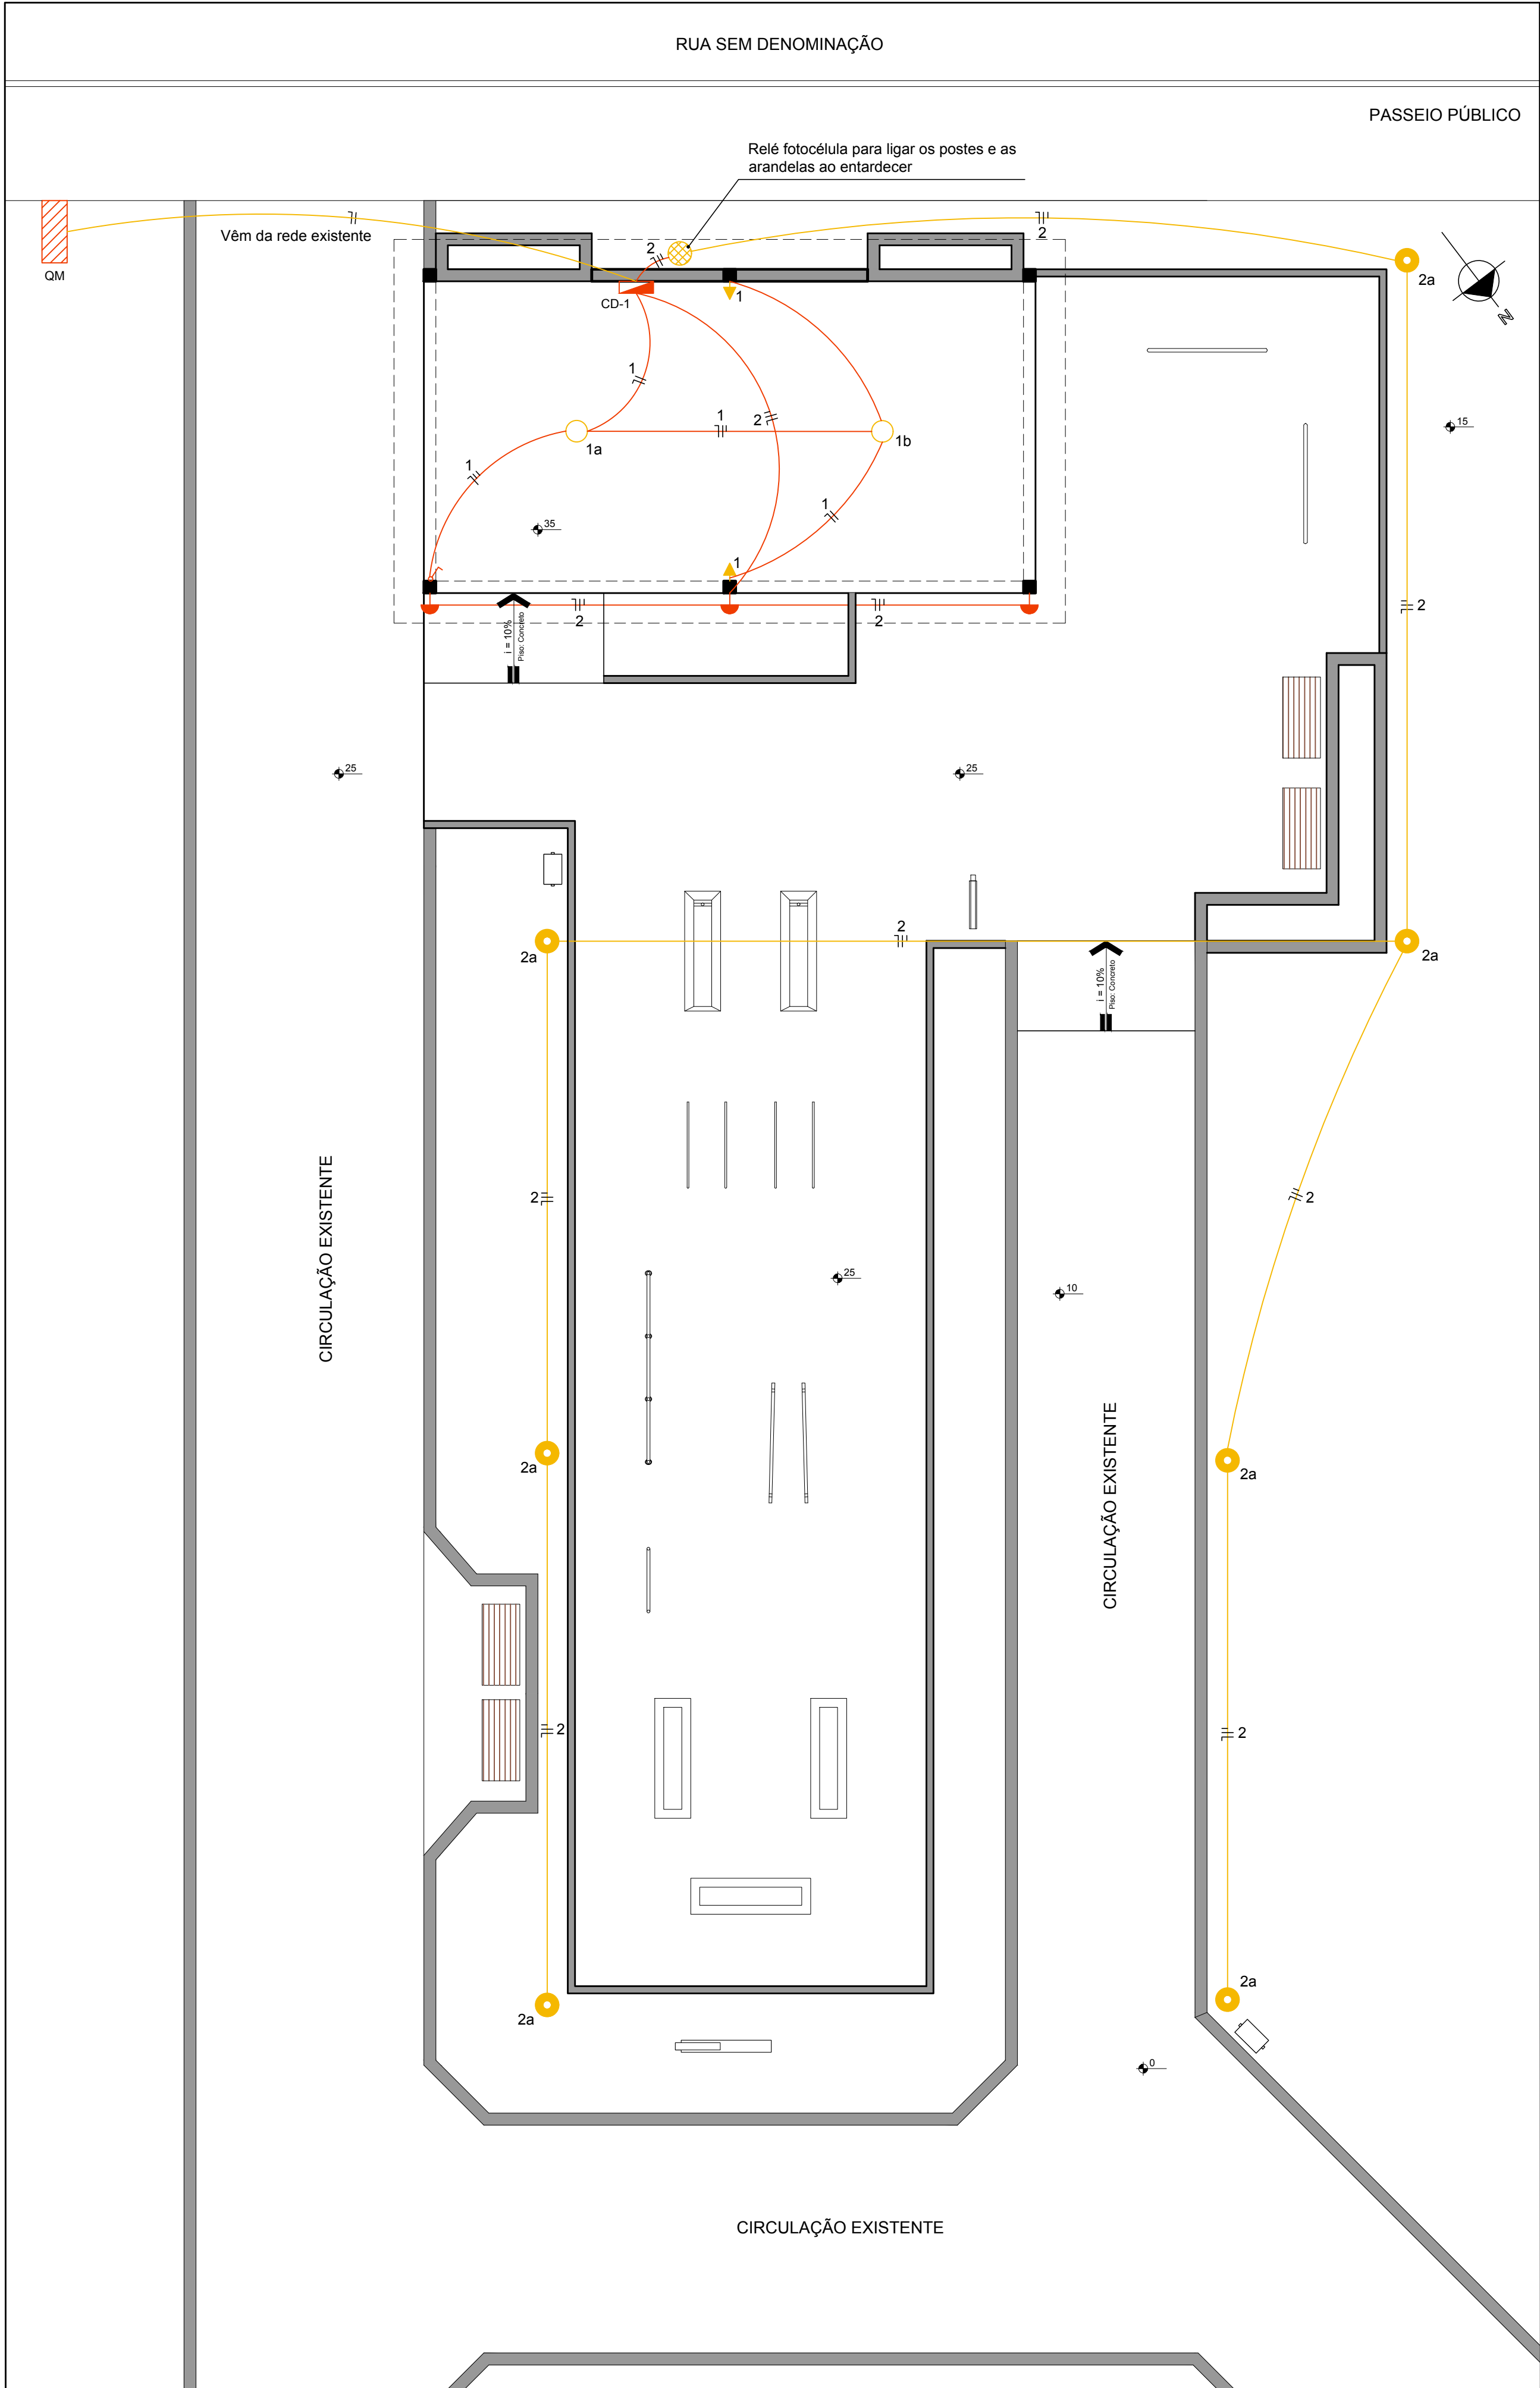 RUA SEM DENOMINAÇÃO
PASSEIO PÚBLICO
Relé fotocélula para ligar os postes e as
arandelas ao entardecer
Vêm da rede existente
QM
2
2
2a
N
CD-1
1
1
15
1
2
1a
1b
1
1
35
1
2
2
2
i = 10%
Piso: Concreto
25
25
2
2a
2a
i = 10%
Piso: Concreto
2
2
CIRCULAÇÃO EXISTENTE
25
10
CIRCULAÇÃO EXISTENTE
2a
2a
2
2
2a
2a
0
CIRCULAÇÃO EXISTENTE